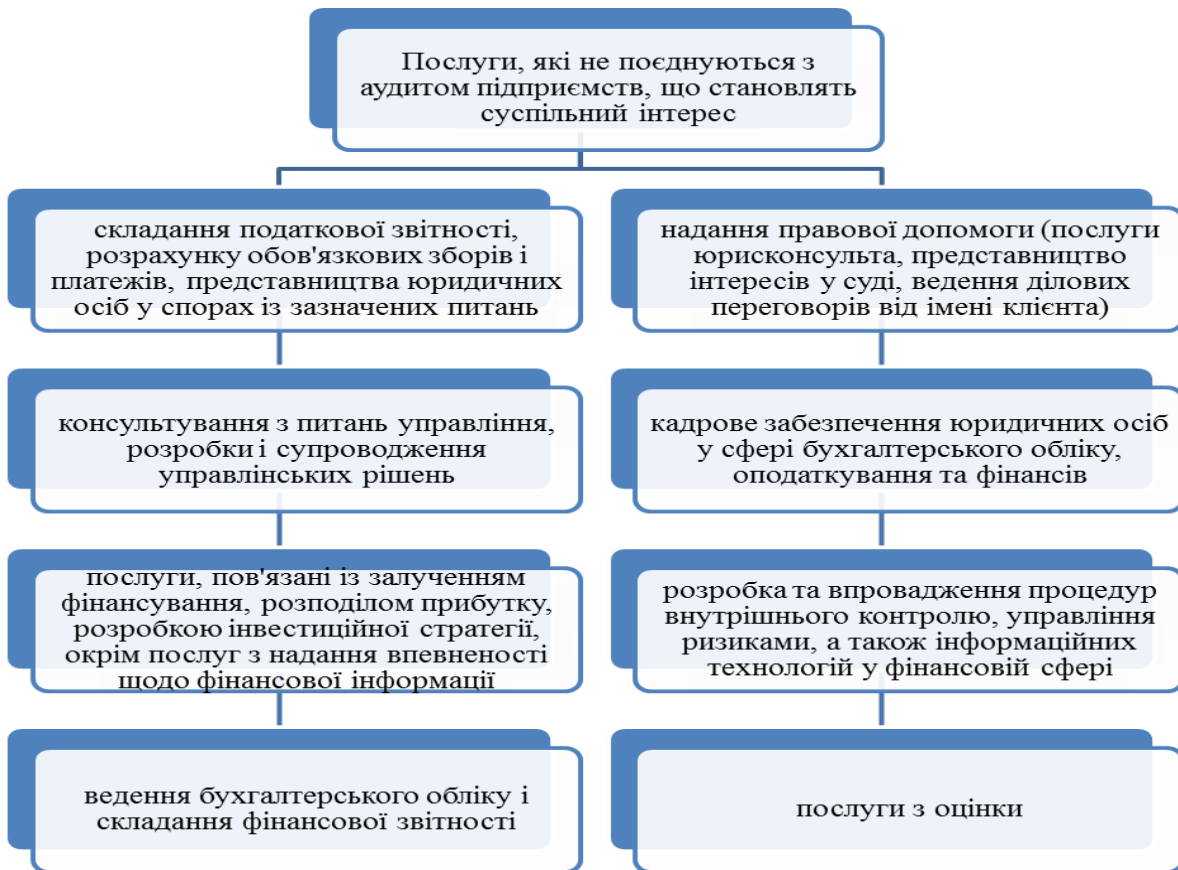 Послуги, які не поєднуються з
аудитом підприємств, що становлять
суспільний інтерес
складання податкової звітності,
розрахунку обов'язкових зборів і
платежів, представництва юридичних
осіб у спорах із зазначених питань
надання правової допомоги (послуги
юрисконсульта, представництво
інтересів у суді, ведення ділових
переговорів від імені клієнта)
консультування з питань управління,
розробки і супроводження
управлінських рішень
кадрове забезпечення юридичних осіб
у сфері бухгалтерського обліку,
оподаткування та фінансів
послуги, пов'язані із залученням
фінансування, розподілом прибутку,
розробкою інвестиційної стратегії,
окрім послуг з надання впевненості
щодо фінансової інформації
розробка та впровадження процедур
внутрішнього контролю, управління
ризиками, а також інформаційних
технологій у фінансовій сфері
ведення бухгалтерського обліку і
складання фінансової звітності
послуги з оцінки